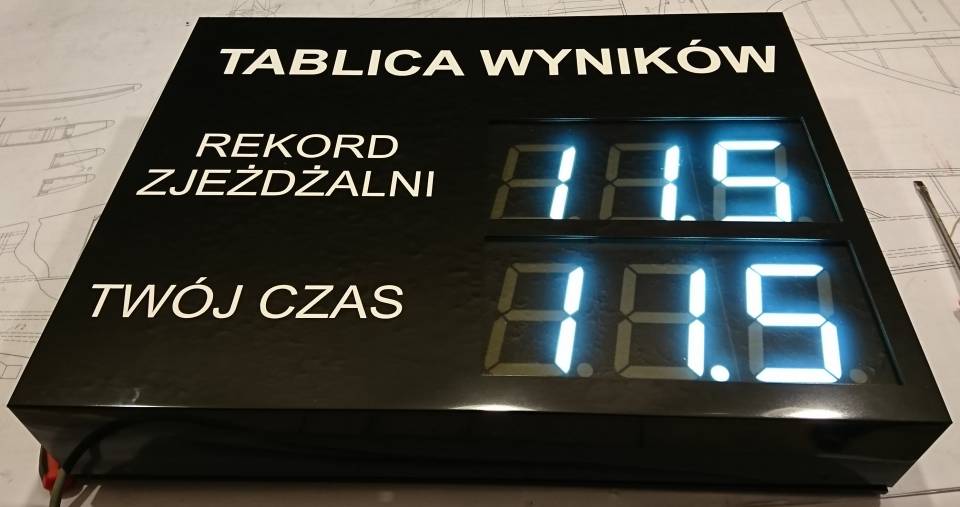 TABLICA WYNIKÓW
REKORD
ZJEŻDŻALNI
11.5
TWÓJ CZAS
11.5